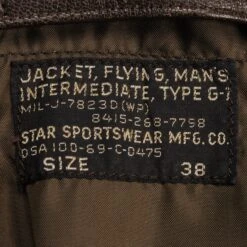 JACKET, FLYING, MAN'S
INTERMEDIATE, TYPE G-1
MIL-J-7823D(WP)
8415-268-7798
STAR SPORTSWEAR MFG. CO.
DSA 100-69-C-0475
SIZE 38